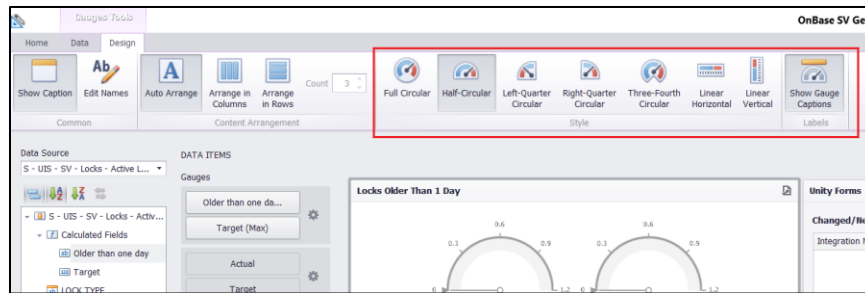 Gauges Tools
OnBase SV Ge
Home Data Design
Show Caption
Edit Names
Auto Arrange
Arrange in
Columns
Arrange
in Rows
Count 3
Full Circular
Half-Circular
Left-Quarter
Circular
Right-Quarter
Circular
Three-Fourth
Circular
Linear
Horizontal
Linear
Vertical
Show Gauge
Captions
Common
Content Arrangement
Style
Labels
Data Source
S - UIS - SV - Locks - Active L...
S - UIS - SV - Locks - Activ...
Calculated Fields
Older than one day
Target
LOCK TYPE
DATA ITEMS
Gauges
Older than one da...
Target (Max)
Actual
Target
Locks Older Than 1 Day
0.6
0.3
0.9
0
1.2
0.6
0.3
0.9
0
1.2
Unity Forms
Changed/Ne
Integration